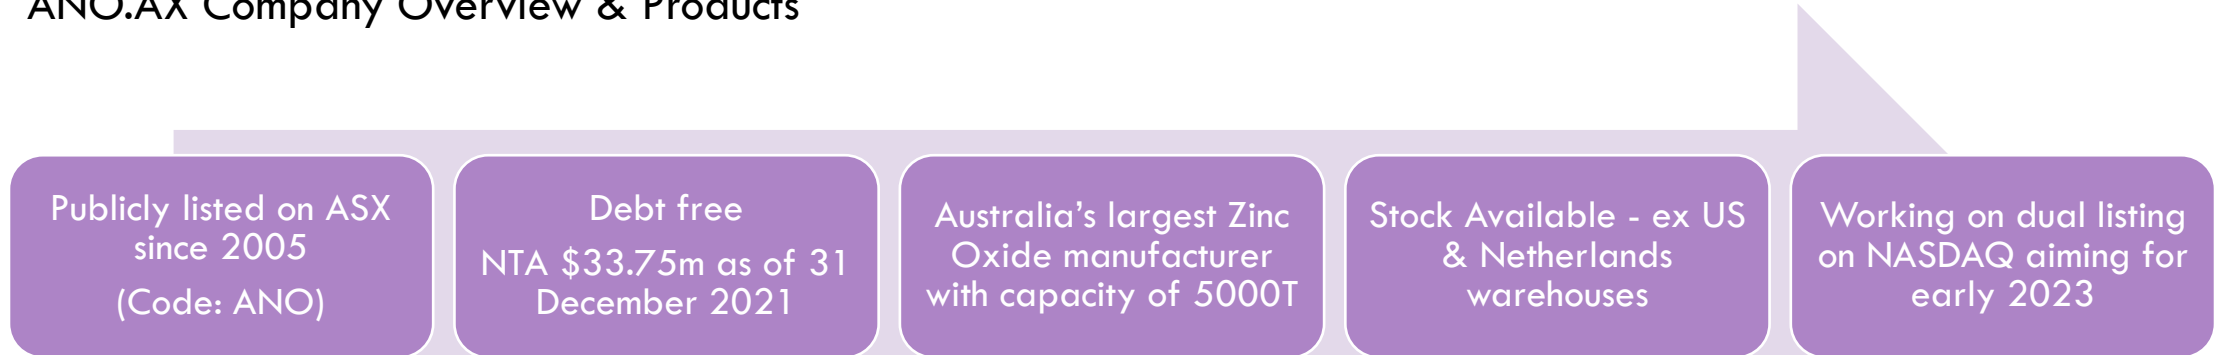 ANO.AX Company Overview & Products
Publicly listed on ASX
since 2005
(Code: ANO)
Debt free
NTA $33.75m as of 31
December 2021
Australia’s largest Zinc
Oxide manufacturer
with capacity of 5000T
Stock Available - ex US
& Netherlands
warehouses
Working on dual listing
on NASDAQ aiming for
early 2023